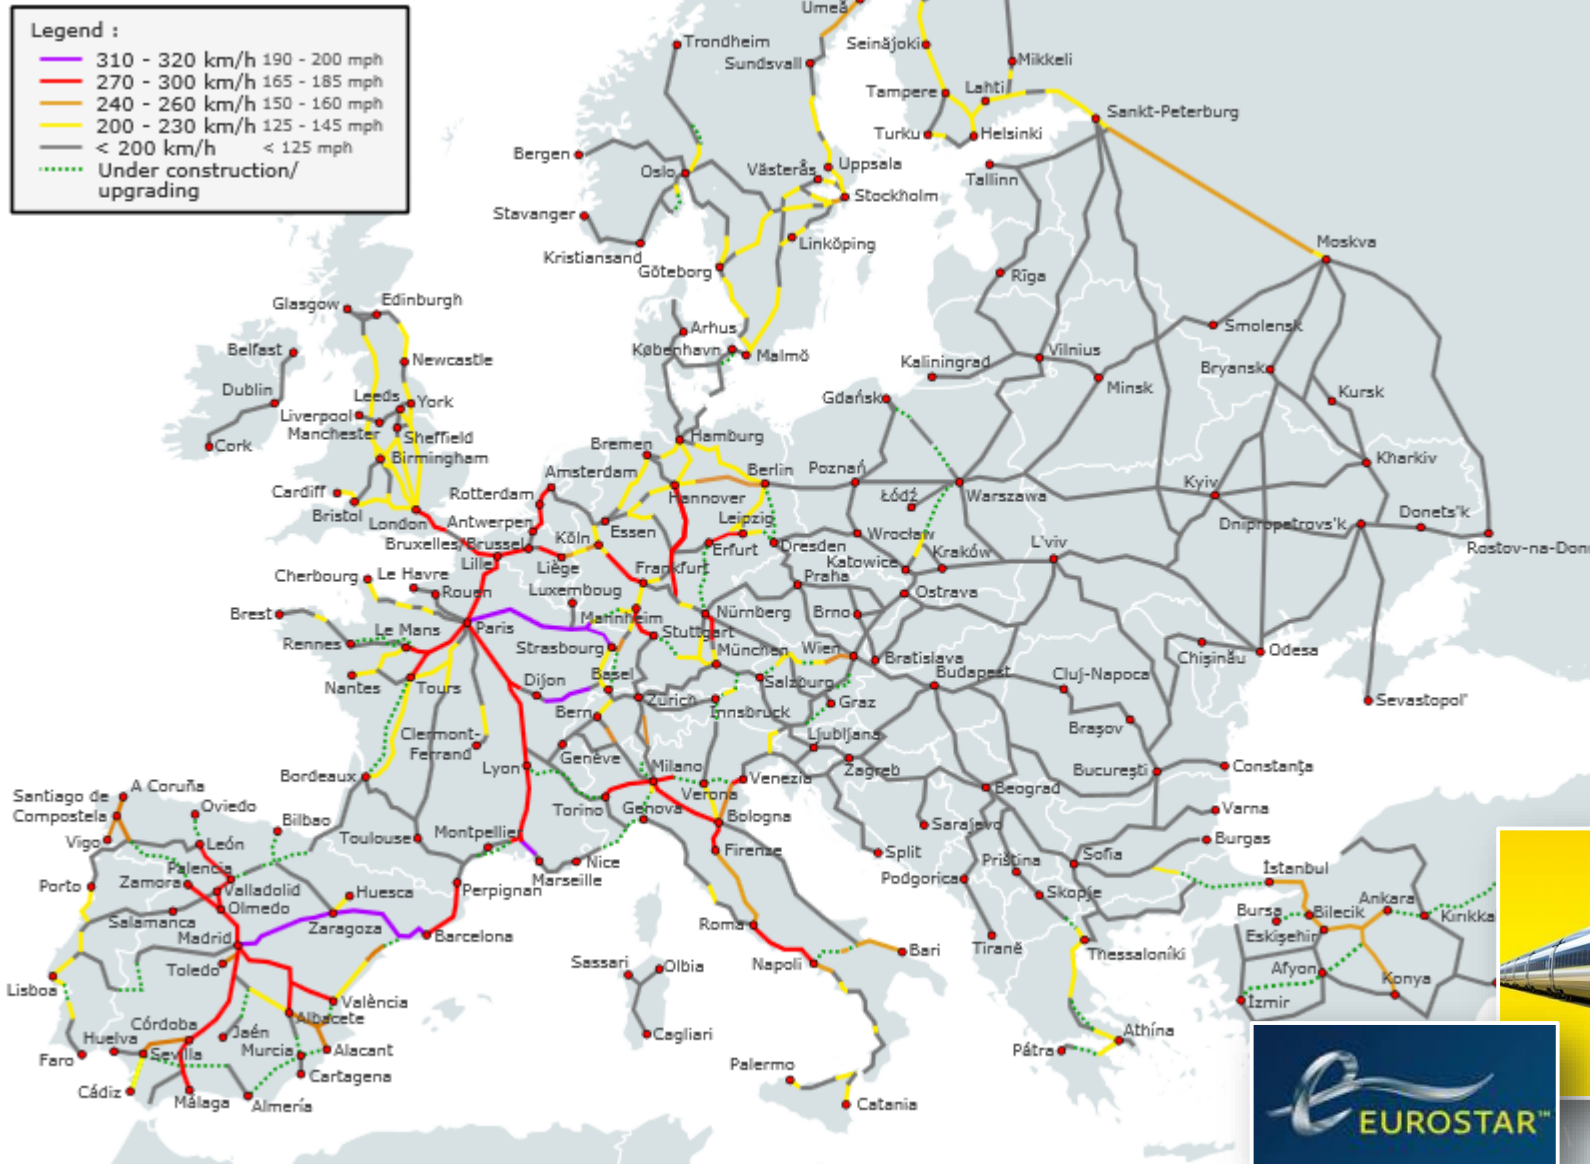 Legend :
310 - 320 km/h 190 - 200 mph
270 - 300 km/h 165 - 185 mph
240 - 260 km/h 150 - 160 mph
200 - 230 km/h 125 - 145 mph
< 200 km/h < 125 mph
Under construction/
upgrading
Umeå
Trondheim
Seinäjoki
Sundsvall
Mikkeli
Tampere
Lahti
Sankt-Peterburg
Turku
Helsinki
Bergen
Oslo
Västerås
Uppsala
Tallinn
Stockholm
Stavanger
Linköping
Kristiansand
Göteborg
Moskva
Rīga
Glasgow
Edinburgh
Smolensk
Arhus
Belfast
København
Malmö
Newcastle
Kaliningrad
Vilnius
Bryansk
Minsk
Dublin
Leeds
York
Gdańsk
Kursk
Liverpool
Manchester
Sheffield
Cork
Hamburg
Bremen
Birmingham
Kharkiv
Amsterdam
Berlin
Poznań
Cardiff
Rotterdam
Hannover
Łódź
Warszawa
Kyiv
Bristol
London
Antwerpen
Essen
Leipzig
Dnipropetrovs'k
Donets'k
Bruxelles/Brussel
Köln
Erfurt
Dresden
Wrocław
L'viv
Rostov-na-Don
Lille
Liège
Frankfurt
Katowice
Kraków
Cherbourg
Le Havre
Rouen
Luxemboug
Praha
Ostrava
Brest
Mannheim
Nürnberg
Brno
Le Mans
Paris
Rennes
Stuttgart
Strasbourg
München
Wien
Bratislava
Chişinău
Odesa
Nantes
Tours
Dijon
Basel
Zürich
Salzburg
Budapest
Cluj-Napoca
Innsbruck
Graz
Sevastopol'
Bern
Braşov
Clermont-
Ferrand
Genève
Ljubljana
Lyon
Milano
Venezia
Zagreb
Bucureşti
Constanţa
Bordeaux
Torino
Verona
Beograd
A Coruña
Santiago de
Compostela
Oviedo
Genova
Bologna
Varna
Bilbao
Toulouse
Montpellier
Sarajevo
Vigo
León
Firenze
Split
Burgas
Nice
Marseille
Priština
Sofia
Palencia
Zamora
Perpignan
Podgorica
İstanbul
Porto
Valladolid
Huesca
Skopje
Olmedo
Ankara
Salamanca
Zaragoza
Roma
Bursa
Bilecik
Kırıkka
Madrid
Barcelona
Tiranë
Eskişehir
Toledo
Sassari
Olbia
Napoli
Bari
Thessaloníki
Afyon
Konya
Lisboa
València
İzmir
Albacete
Córdoba
Jaén
Cagliari
Athína
Huelva
Sevilla
Murcia
Alacant
Pátra
Faro
Palermo
Cartagena
Cádiz
Málaga
Almería
Catania
e
EUROSTAR™